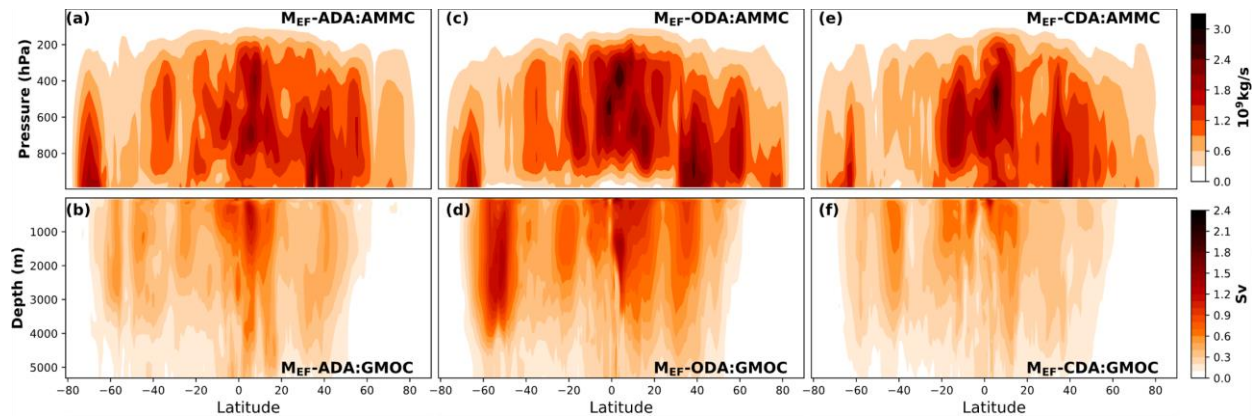 (a) M_EF-ADA:AMMC
(c) M_EF-ODA:AMMC
(e) M_EF-CDA:AMMC
Pressure (hPa)
200
400
600
800
3.0
2.4
1.8
1.2
0.6
0.0
10⁹kg/s
(b)
(d)
(f)
Depth (m)
1000
2000
3000
4000
5000
M_EF-ADA:GMOC
M_EF-ODA:GMOC
M_EF-CDA:GMOC
2.4
2.1
1.8
1.5
1.2
0.9
0.6
0.3
0.0
Sv
−80 −60 −40 −20 0 20 40 60 80
−80 −60 −40 −20 0 20 40 60 80
−80 −60 −40 −20 0 20 40 60 80
Latitude
Latitude
Latitude